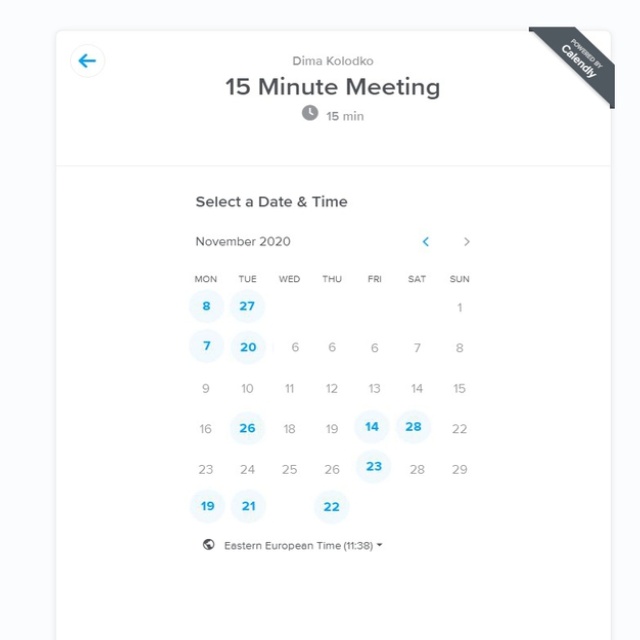 POWERED BY
Calendly
Dima Kolodko
15 Minute Meeting
15 min
Select a Date & Time
November 2020
MON TUE WED THU FRI SAT SUN
8 27 1
7 20 6 6 6 7 8
9 10 11 12 13 14 15
16 26 18 19 14 28 22
23 24 25 26 23 28 29
19 21 22
Eastern European Time (11:38)